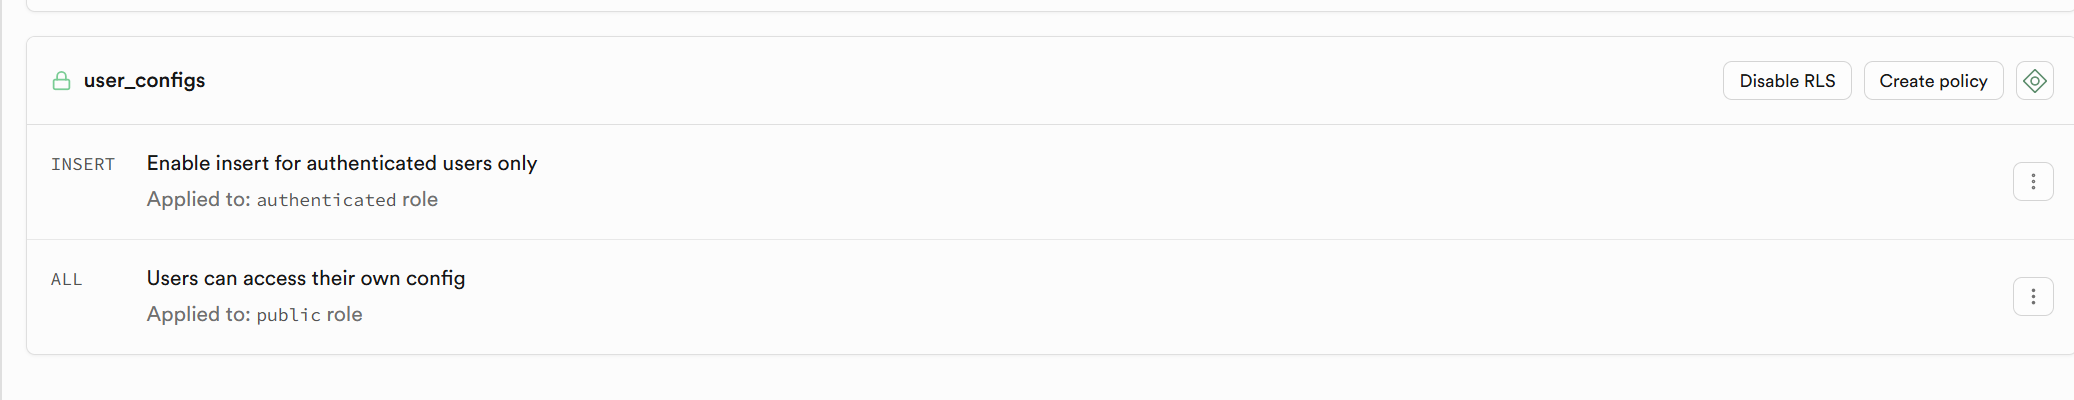 user_configs
Disable RLS
Create policy
INSERT
Enable insert for authenticated users only
Applied to: authenticated role
ALL
Users can access their own config
Applied to: public role